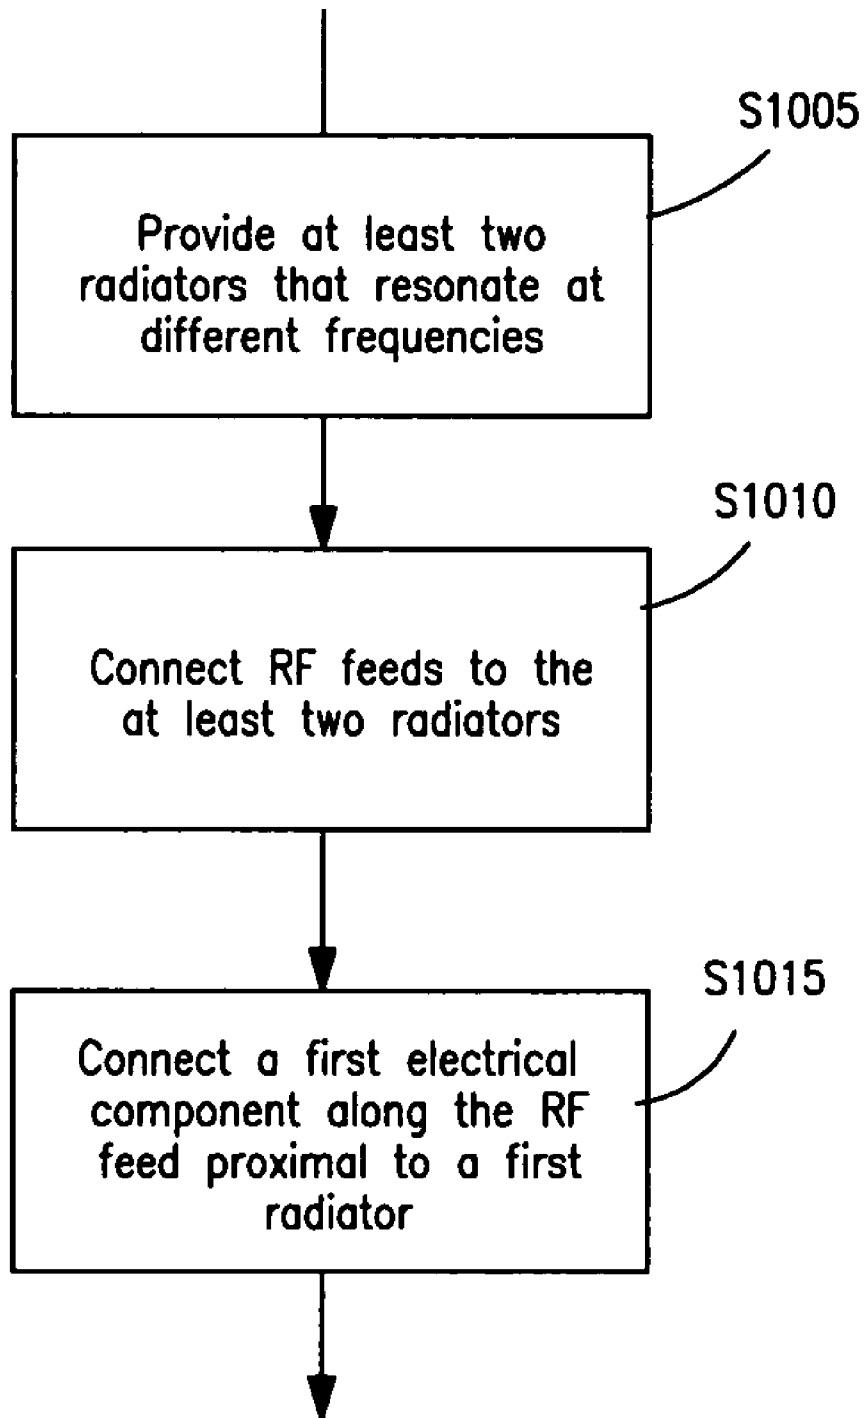 S1005
Provide at least two
radiators that resonate at
different frequencies
S1010
Connect RF feeds to the
at least two radiators
S1015
Connect a first electrical
component along the RF
feed proximal to a first
radiator